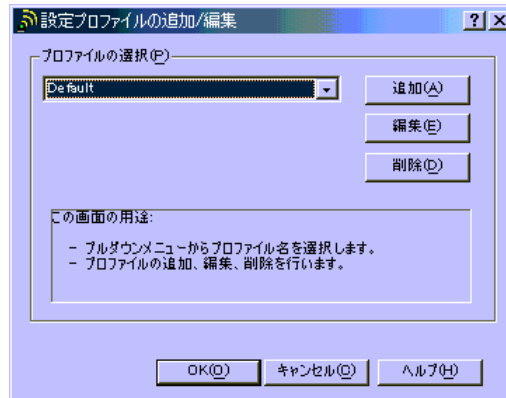 設定プロファイルの追加/編集
プロファイルの選択(P)
Default
追加(A)
編集(E)
削除(D)
この画面の用途:
- プルダウンメニューからプロファイル名を選択します。
- プロファイルの追加、編集、削除を行います。
OK(O)
キャンセル(C)
ヘルプ(H)